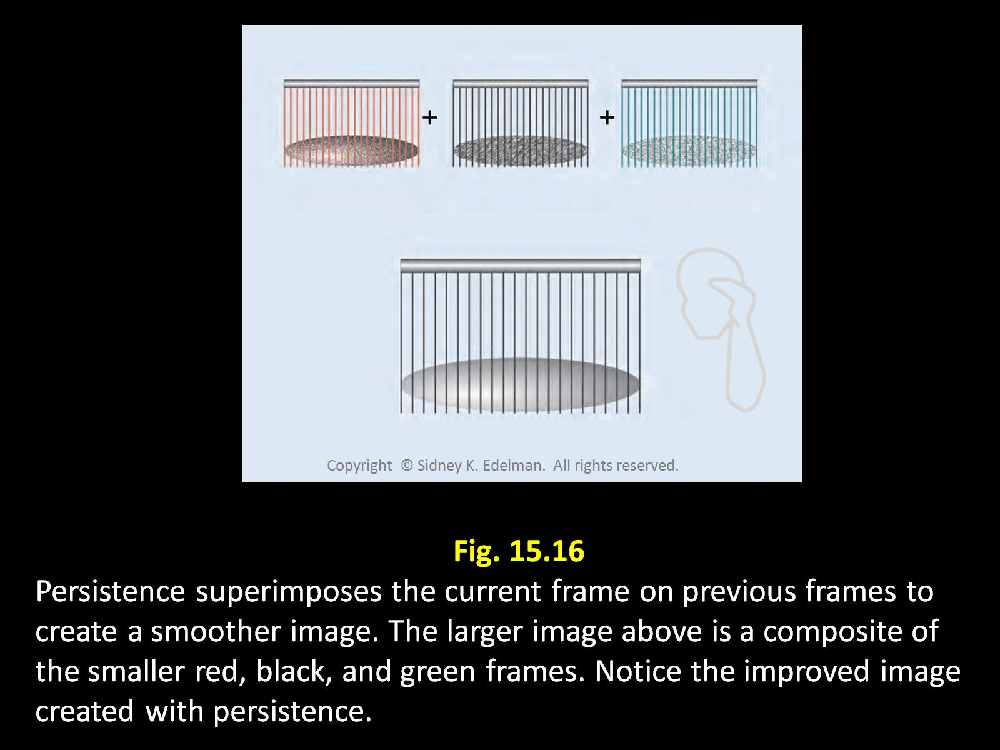 + +
Copyright © Sidney K. Edelman. All rights reserved.
Fig. 15.16
Persistence superimposes the current frame on previous frames to
create a smoother image. The larger image above is a composite of
the smaller red, black, and green frames. Notice the improved image
created with persistence.